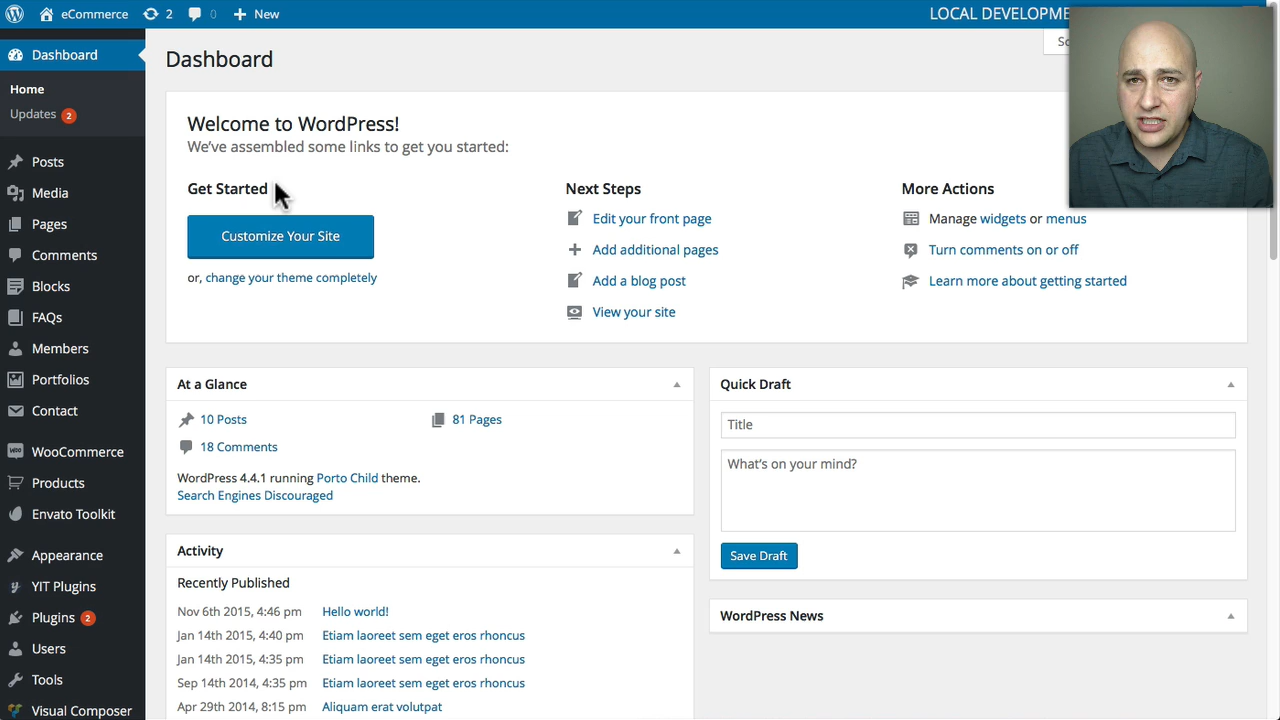 eCommerce 2 0 + New LOCAL DEVELOPME
Dashboard
Home
Updates 2
Posts
Media
Pages
Comments
Blocks
FAQs
Members
Portfolios
Contact
WooCommerce
Products
Envato Toolkit
Appearance
YIT Plugins
Plugins 2
Users
Tools
Visual Composer
Dashboard
Welcome to WordPress!
We've assembled some links to get you started:
Get Started
Customize Your Site
or, change your theme completely
Next Steps
Edit your front page
Add additional pages
Add a blog post
View your site
More Actions
Manage widgets or menus
Turn comments on or off
Learn more about getting started
At a Glance
10 Posts
81 Pages
18 Comments
WordPress 4.4.1 running Porto Child theme.
Search Engines Discouraged
Activity
Recently Published
Nov 6th 2015, 4:46 pm Hello world!
Jan 14th 2015, 4:40 pm Etiam laoreet sem eget eros rhoncus
Jan 14th 2015, 4:35 pm Etiam laoreet sem eget eros rhoncus
Sep 14th 2014, 4:35 pm Etiam laoreet sem eget eros rhoncus
Apr 29th 2014, 8:15 pm Aliquam erat volutpat
Quick Draft
Title
What's on your mind?
Save Draft
WordPress News